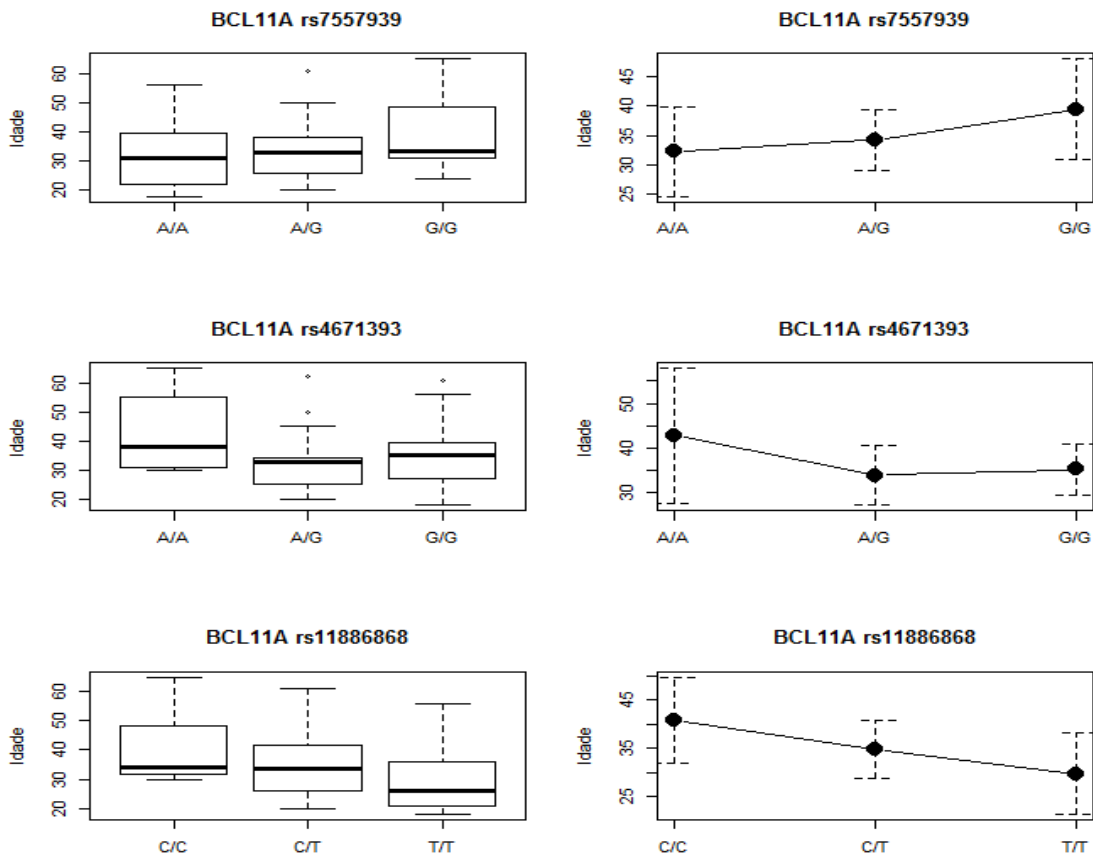 BCL11A rs7557939
Idade
60
50
40
30
20
A/A A/G G/G
BCL11A rs7557939
Idade
45
40
35
30
25
A/A A/G G/G
BCL11A rs4671393
Idade
60
50
40
30
20
A/A A/G G/G
BCL11A rs4671393
Idade
50
40
30
A/A A/G G/G
BCL11A rs11886868
Idade
60
50
40
30
20
C/C C/T T/T
BCL11A rs11886868
Idade
45
35
25
C/C C/T T/T